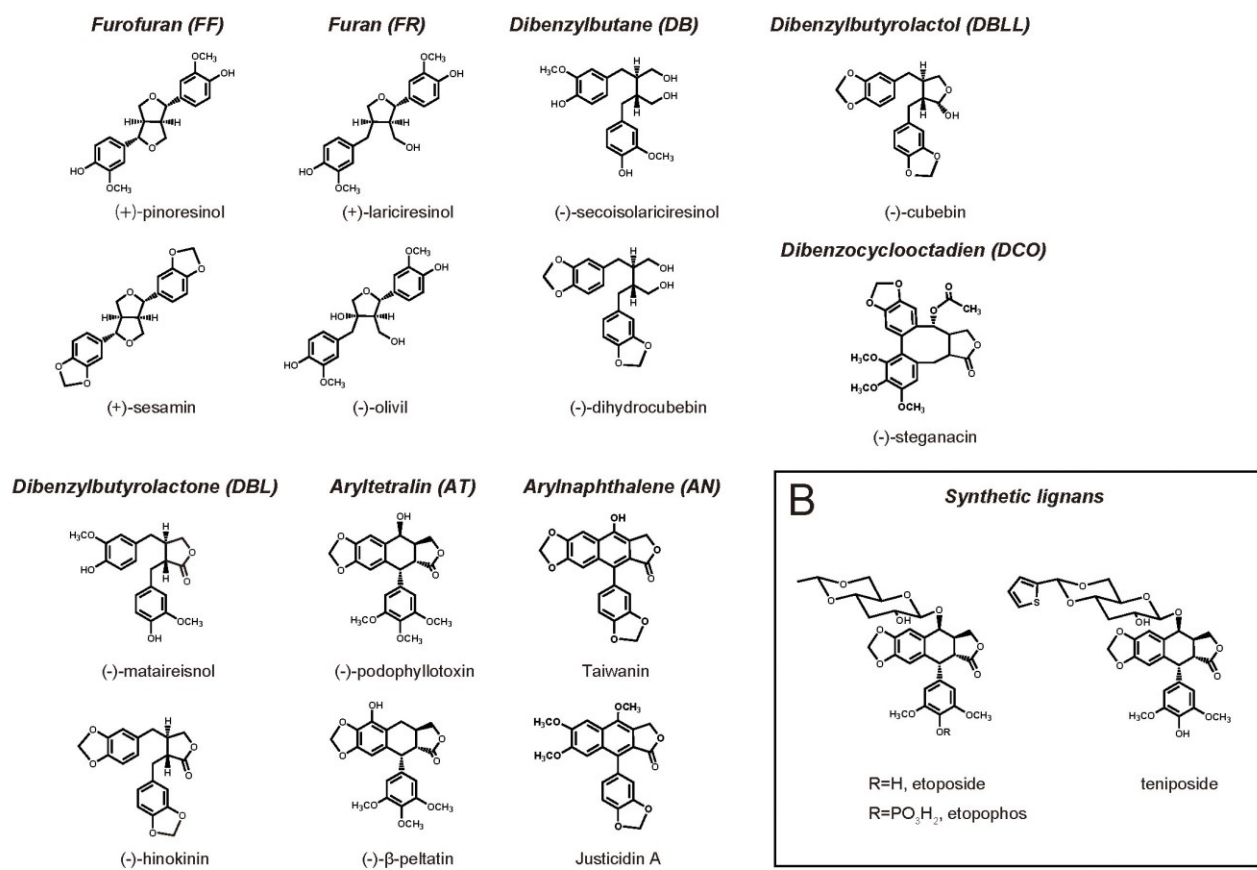 Furofuran (FF)
Furan (FR)
Dibenzylbutane (DB)
Dibenzylbutyrolactol (DBLL)
OCH₃
OH
O
H
H
O
HO
OCH₃
(+)-pinoresinol
OCH₃
OH
O
H
H
OH
HO
OCH₃
(+)-lariciresinol
H
OH
OH
H
H₃CO
HO
OCH₃
OH
(-)-secoisolariciresinol
H
O
O
O
H
OH
O
O
(-)-cubebin
O
O
O
H
H
O
O
O
(+)-sesamin
OCH₃
OH
O
HO
H
OH
HO
OCH₃
(-)-olivil
H
OH
OH
H
O
O
O
O
(-)-dihydrocubebin
Dibenzocyclooctadien (DCO)
O
O
O
O
CH₃
O
O
H₃CO
H₃CO
OCH₃
(-)-steganacin
Dibenzylbutyrolactone (DBL)
Aryltetralin (AT)
Arylnaphthalene (AN)
H
H₃CO
HO
O
O
H
OCH₃
OH
(-)-mataireisnol
OH
O
O
O
O
H₃CO
OCH₃
OCH₃
(-)-podophyllotoxin
OH
O
O
O
O
O
O
Taiwanin
H
O
O
O
O
H
O
O
(-)-hinokinin
OH
O
O
O
O
H₃CO
OCH₃
OCH₃
(-)-β-peltatin
OCH₃
H₃CO
H₃CO
O
O
O
O
Justicidin A
B
Synthetic lignans
O
O
O
O
OH
O
O
O
O
H₃CO
OCH₃
OR
R=H, etoposide
R=PO₃H₂, etopophos
S
O
O
O
O
OH
O
O
O
O
H₃CO
OCH₃
OH
teniposide